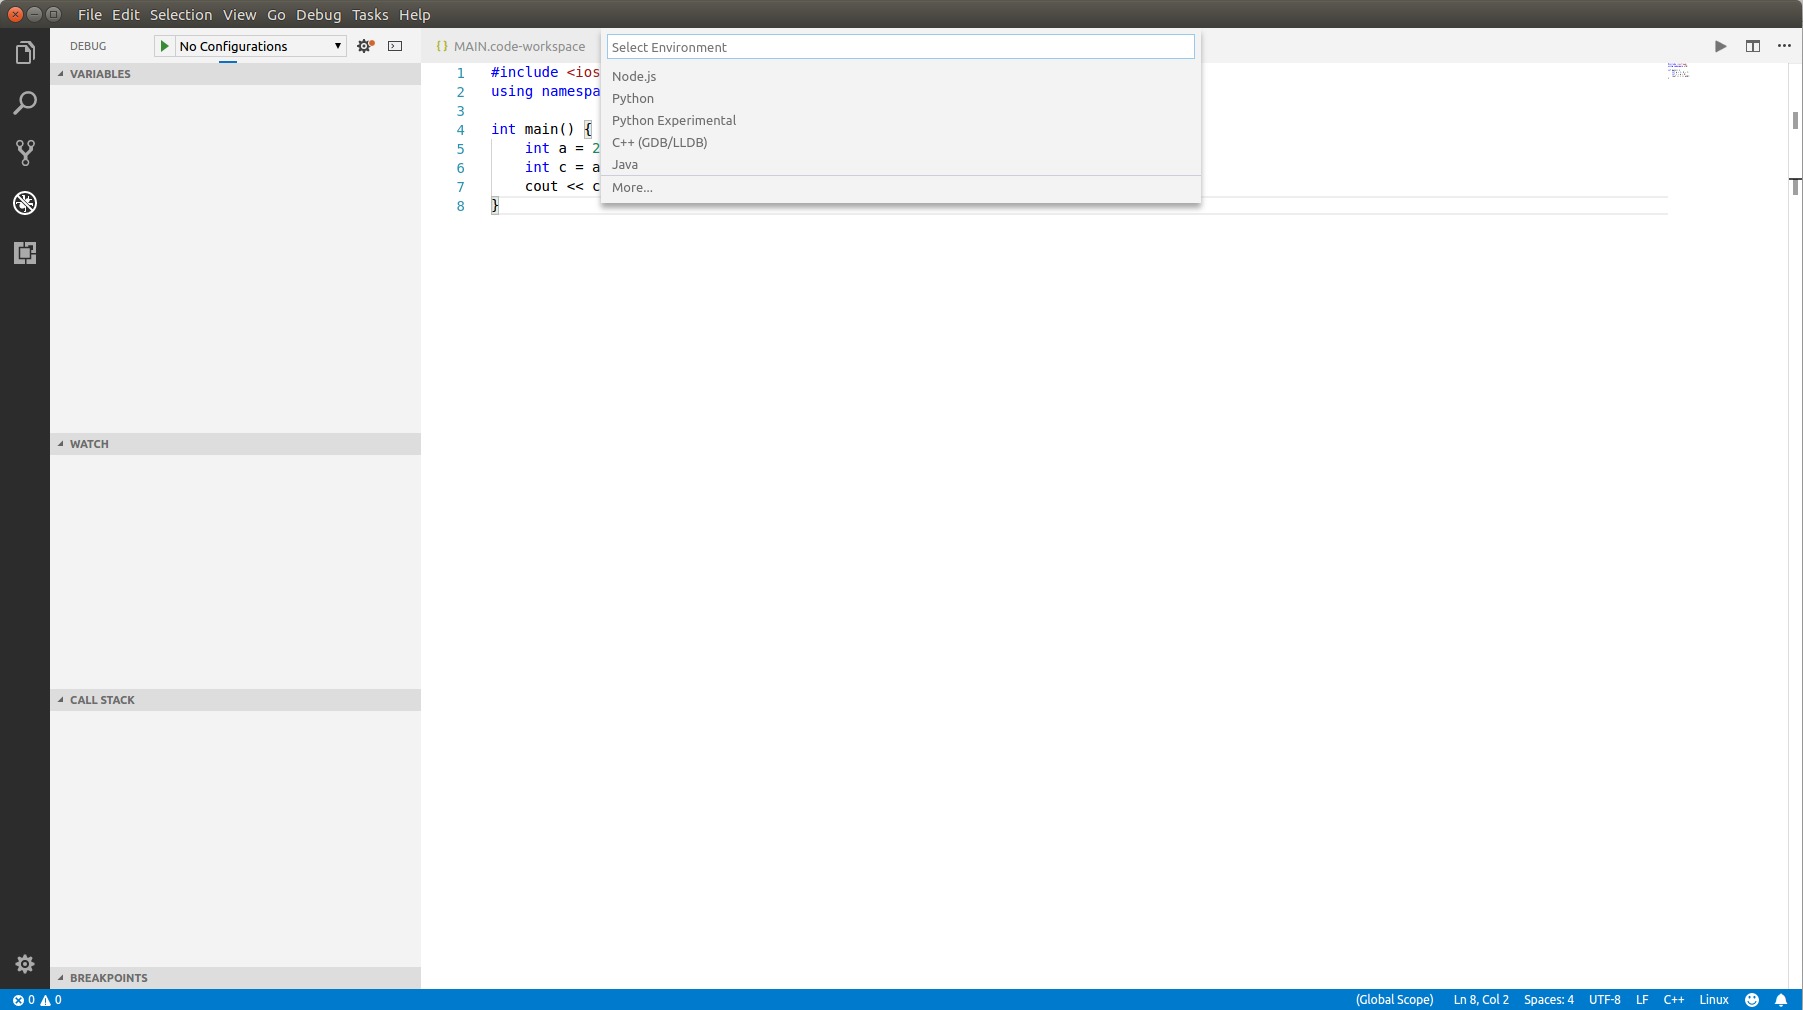 File Edit Selection View Go Debug Tasks Help
DEBUG No Configurations
MAIN.code-workspace
Select Environment
Node.js
Python
Python Experimental
C++ (GDB/LLDB)
Java
More...
VARIABLES
WATCH
CALL STACK
BREAKPOINTS
1 #include <ios
2 using namespa
3
4 int main() {
5 int a = 2
6 int c = a
7 cout << c
8 }
0 0 (Global Scope) Ln 8, Col 2 Spaces: 4 UTF-8 LF C++ Linux